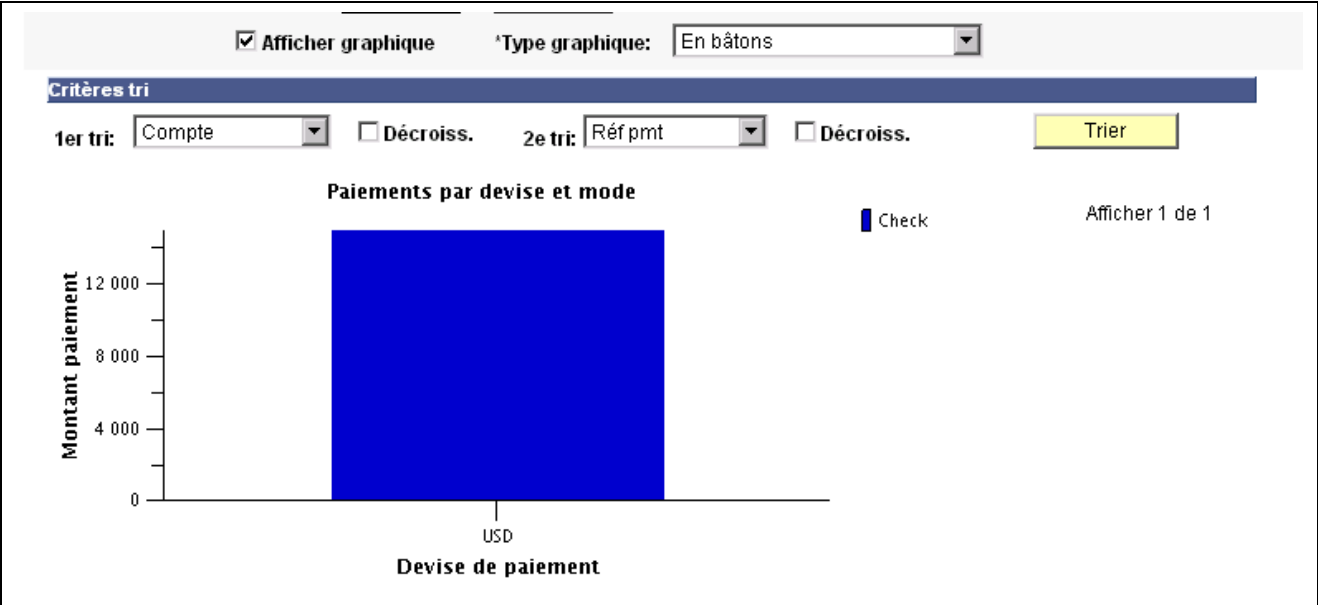 Afficher graphique *Type graphique: En bâtons
Critères tri
1er tri: Compte Décroiss. 2e tri: Réf pmt Décroiss. Trier
Paiements par devise et mode
Check
Afficher 1 de 1
Montant paiement
12 000
8 000
4 000
0
USD
Devise de paiement